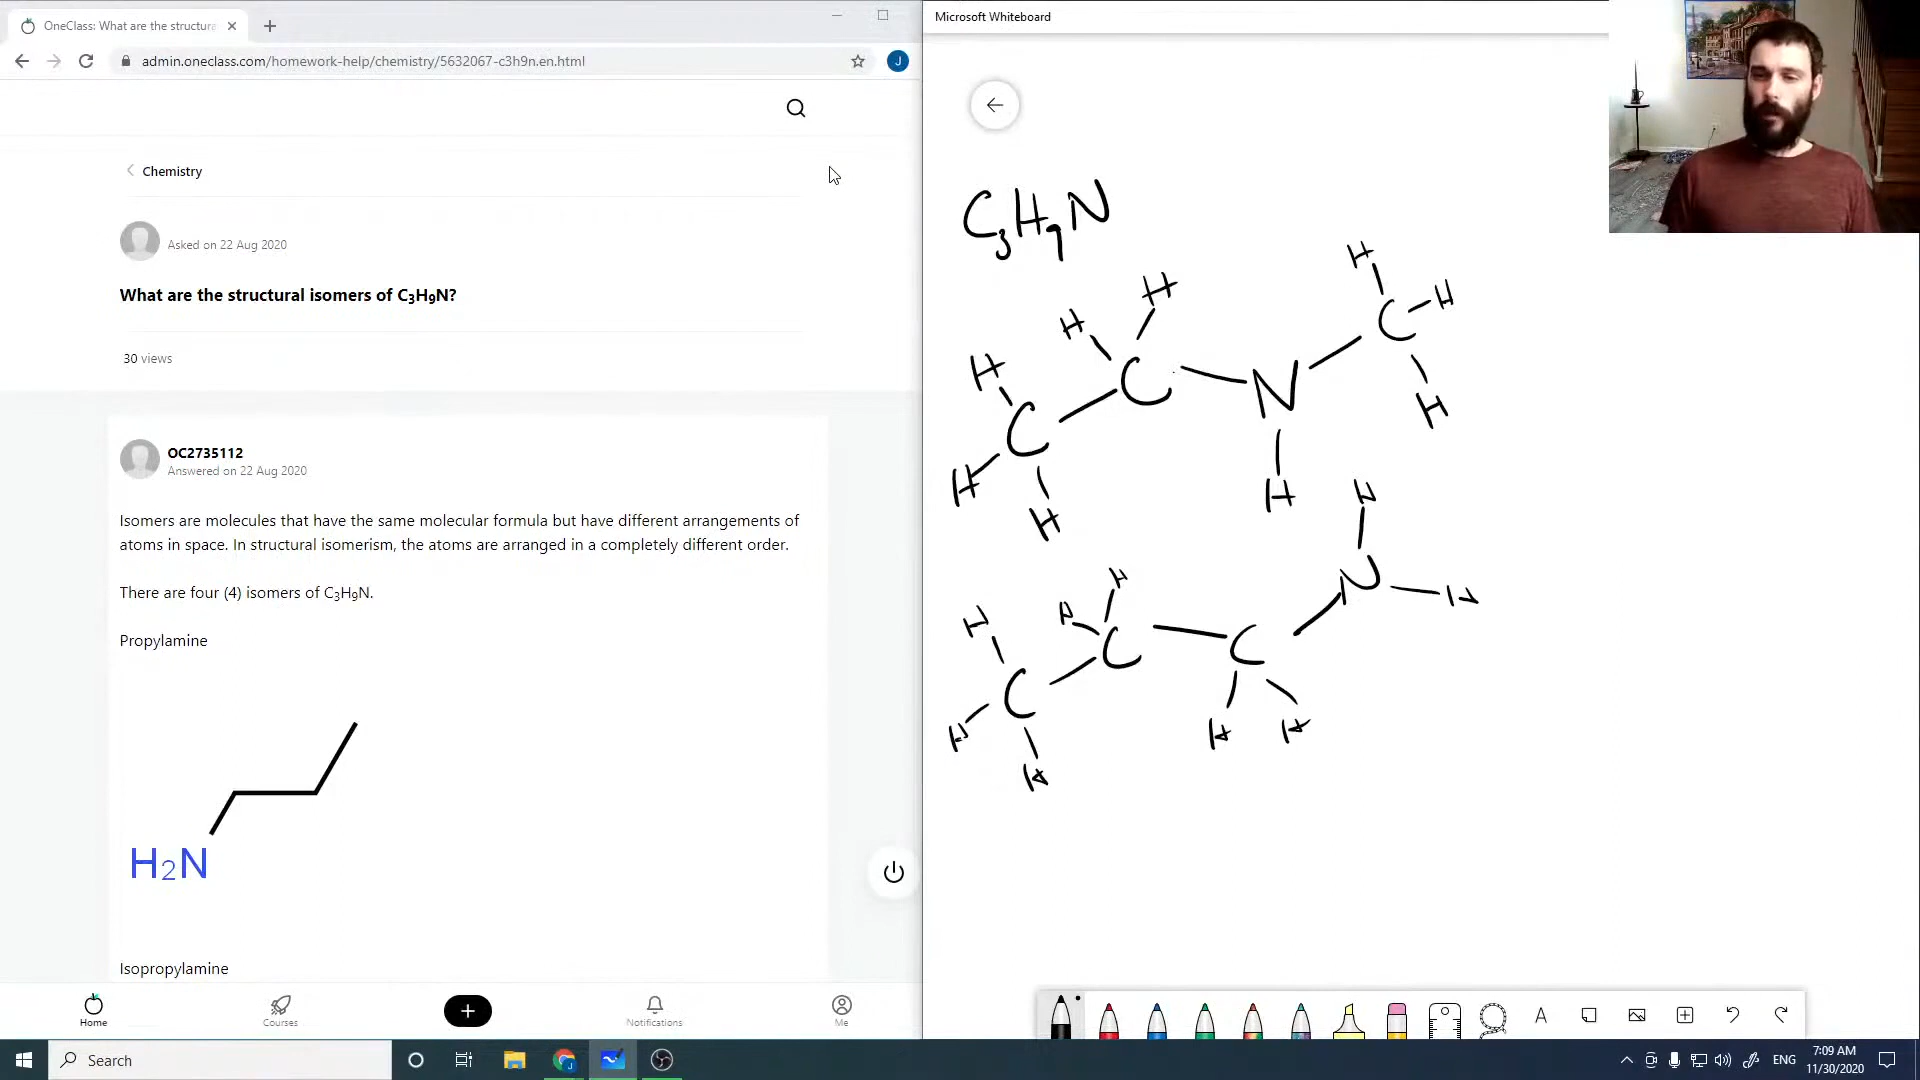 OneClass: What are the structura
admin.oneclass.com/homework-help/chemistry/5632067-c3h9n.en.html
J
Chemistry
Asked on 22 Aug 2020
What are the structural isomers of C₃H₉N?
30 views
OC2735112
Answered on 22 Aug 2020
Isomers are molecules that have the same molecular formula but have different arrangements of
atoms in space. In structural isomerism, the atoms are arranged in a completely different order.
There are four (4) isomers of C₃H₉N.
Propylamine
H₂N
Isopropylamine
Home
Courses
Notifications
Me
Microsoft Whiteboard
C₃H₉N
H
H H
H H
H C
C N
C
H
H
H H
H
H
H
H H
N H
C C
C
H
H H
H
A
Search
ENG
7:09 AM
11/30/2020